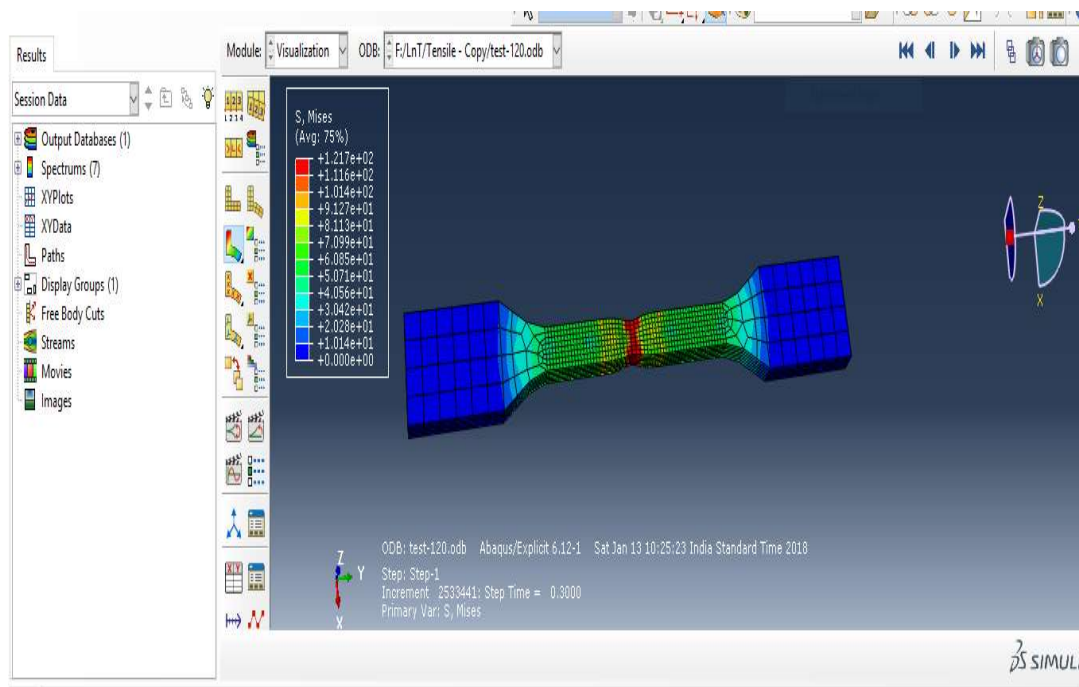 Results
Module: Visualization ODB: F:/LnT/Tensile - Copy/test-120.odb
Session Data
Output Databases (1)
Spectrums (7)
XYPlots
XYData
Paths
Display Groups (1)
Free Body Cuts
Streams
Movies
Images
S, Mises
(Avg: 75%)
+1.217e+02
+1.116e+02
+1.014e+02
+9.127e+01
+8.113e+01
+7.099e+01
+6.085e+01
+5.071e+01
+4.056e+01
+3.042e+01
+2.028e+01
+1.014e+01
+0.000e+00
Z
X
Z
Y
X
ODB: test-120.odb Abaqus/Explicit 6.12-1 Sat Jan 13 10:25:23 India Standard Time 2018
Step: Step-1
Increment 2533441: Step Time = 0.3000
Primary Var: S, Mises
SIMUL